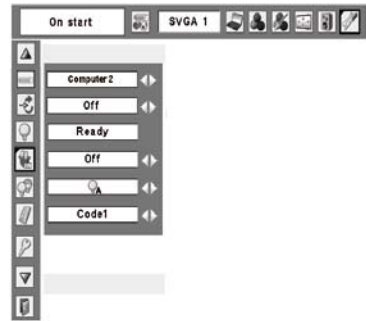 On start
SVGA 1
Computer2
Off
Ready
Off
A
Code1